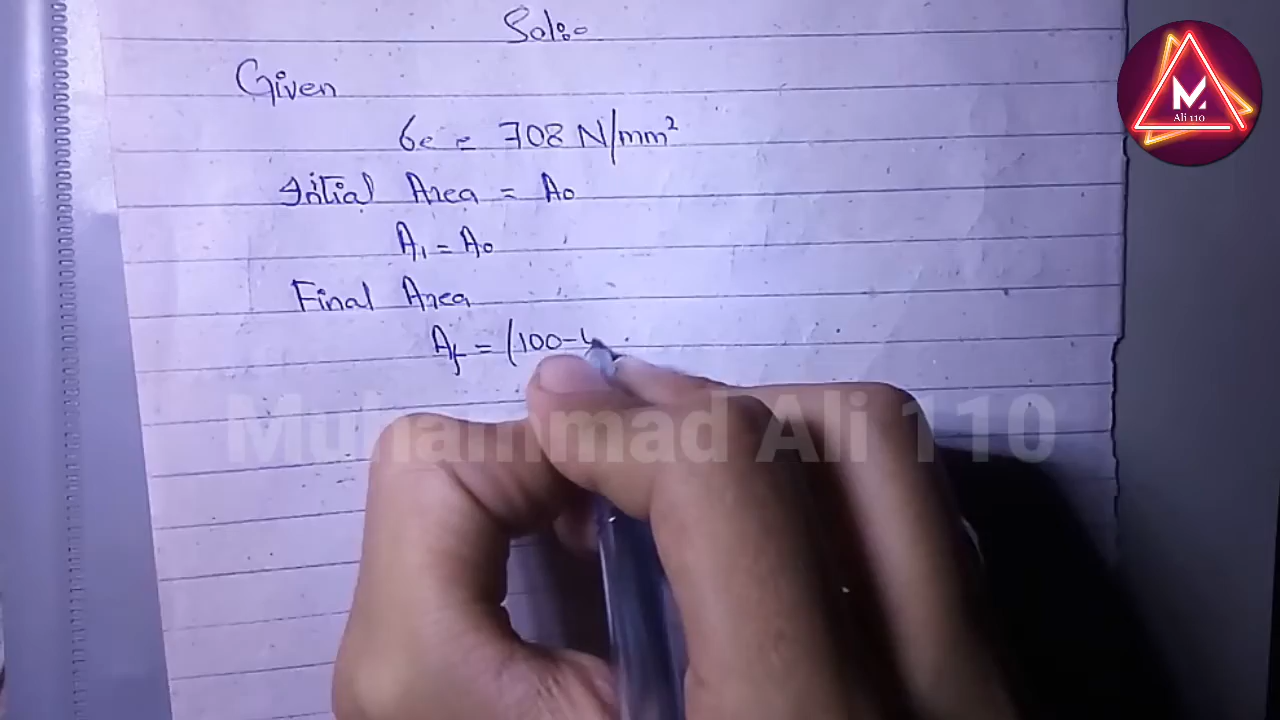 Sol:-
Given
6e = 708 N/mm²
Initial Area = A0
A1 = A0
Final Area
Af = (100-4
Muhammad Ali 110
M
Ali 110